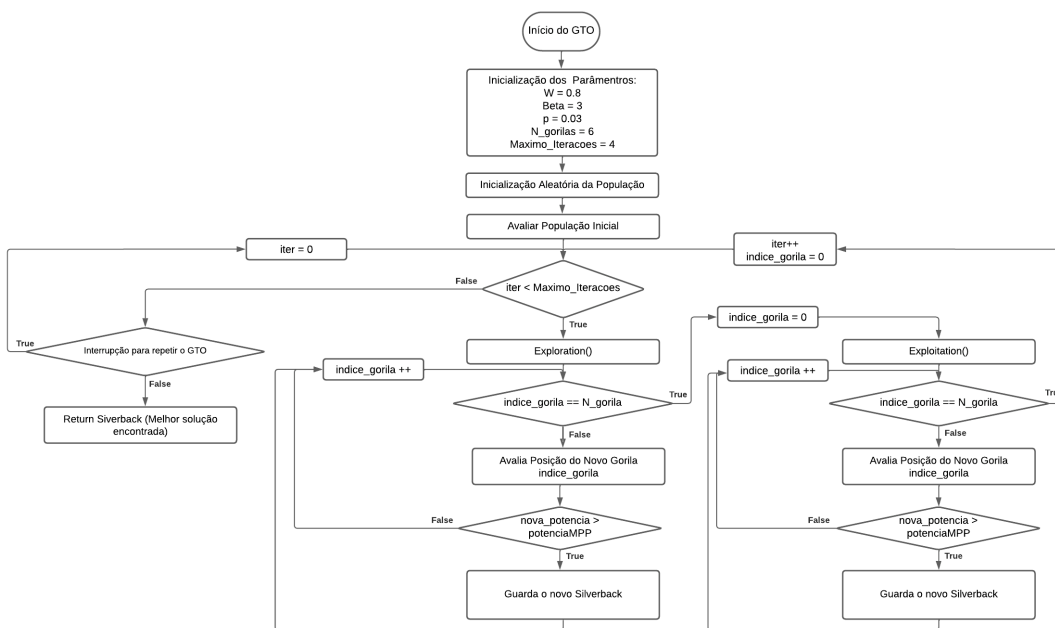 Início do GTO
Inicialização dos Parâmentros:
W = 0.8
Beta = 3
p = 0.03
N_gorilas = 6
Maximo_Iteracoes = 4
Inicialização Aleatória da População
Avaliar População Inicial
iter = 0
iter++
indice_gorila = 0
False
iter < Maximo_Iteracoes
True
indice_gorila = 0
True
Interrupção para repetir o GTO
False
Exploration()
Exploitation()
indice_gorila ++
indice_gorila ++
True
indice_gorila == N_gorila
False
indice_gorila == N_gorila
False
Return Siverback (Melhor solução
encontrada)
Avalia Posição do Novo Gorila
indice_gorila
Avalia Posição do Novo Gorila
indice_gorila
False
nova_potencia >
potenciaMPP
True
False
nova_potencia >
potenciaMPP
True
Guarda o novo Silverback
Guarda o novo Silverback